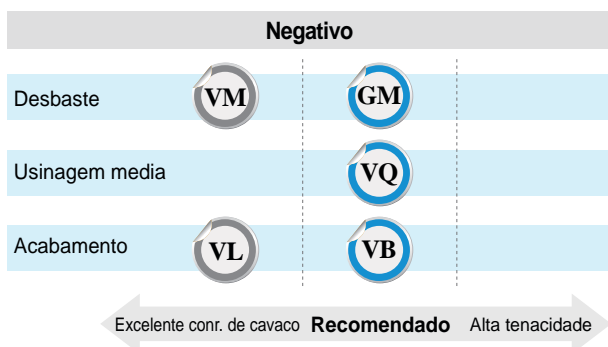 Negativo
Desbaste VM GM
Usinagem media VQ
Acabamento VL VB
Excelente conr. de cavaco Recomendado Alta tenacidade